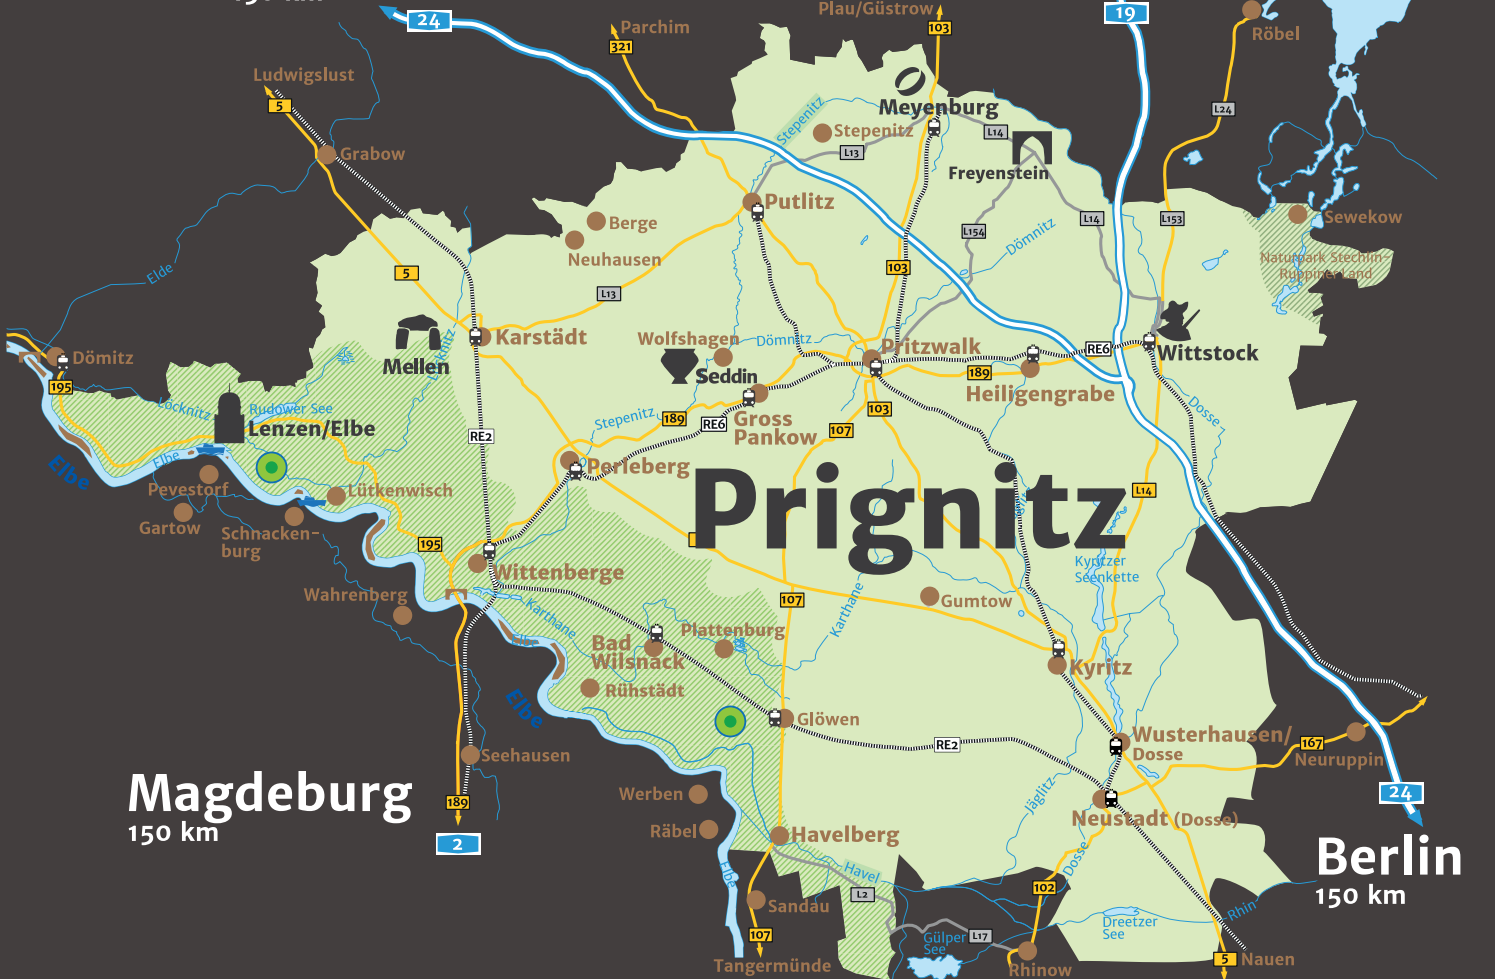 24
19
Plau/Güstrow
103
Parchim
321
Röbel
Ludwigslust
5
Grabow
Stepenitz
Meyenburg
Stepenitz
L13
L14
L24
Freyenstein
Putlitz
Berge
Neuhausen
L154
Dömnitz
L14
L153
Sewekow
Naturpark Stechlin-
Ruppiner Land
Elde
5
L13
103
Löcknitz
Karstädt
Mellen
Wolfshagen
Dömnitz
Pritzwalk
RE6
Wittstock
Seddin
189
Heiligengrabe
Dömitz
195
Löcknitz
Rudower See
Lenzen/Elbe
Elbe
Elbe
RE2
Stepenitz
189
RE6
Gross
Pankow
107
103
Dosse
Perleberg
Prignitz
L14
Pevestorf
Gartow
Schnacken-
burg
Lütkenwisch
195
Wittenberge
Wahrenberg
Karthane
Elbe
Elbe
Bad
Wilsnack
Plattenburg
Rühstädt
107
Karthane
Gumtow
Kyritzer
Seenkette
Kyritz
Glöwen
RE2
Wusterhausen/
Dosse
167
Neuruppin
24
Seehausen
189
2
Magdeburg
150 km
Werben
Räbel
Havelberg
Jäglitz
Neustadt (Dosse)
Berlin
150 km
Elbe
Havel
L2
Dosse
102
Sandau
107
Tangermünde
L17
Gülper
See
Rhinow
Dreetzer
See
Rhin
5
Nauen